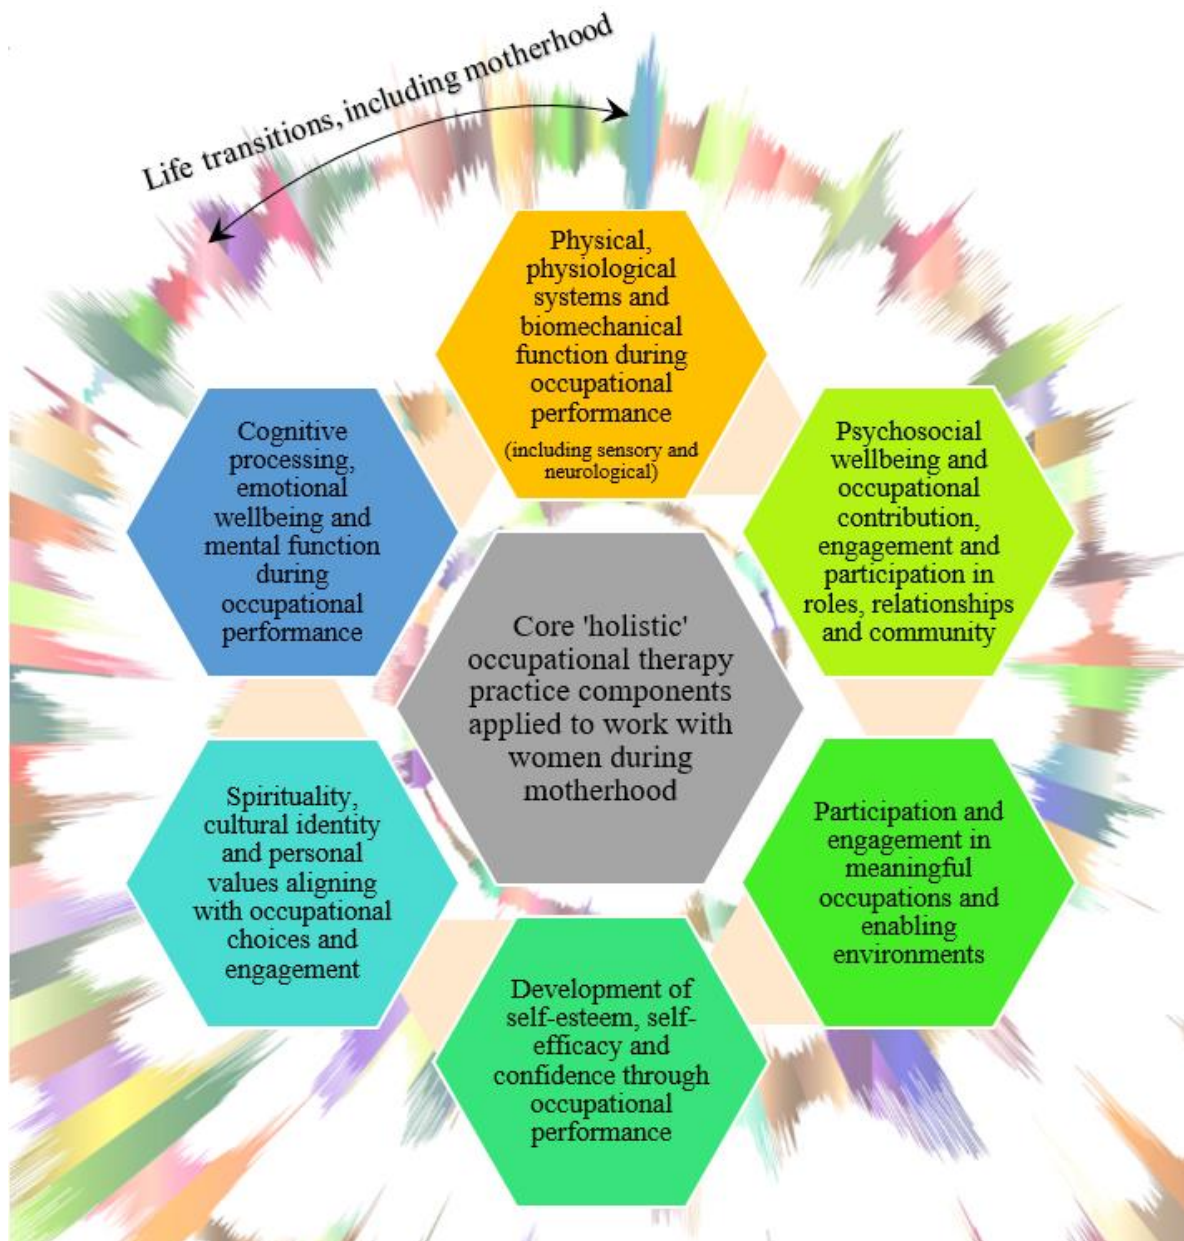 Life transitions, including motherhood
Physical,
physiological
systems and
biomechanical
function during
occupational
performance
(including sensory and
neurological)
Cognitive
processing,
emotional
wellbeing and
mental function
during
occupational
performance
Psychosocial
wellbeing and
occupational
contribution,
engagement and
participation in
roles, relationships
and community
Core 'holistic'
occupational therapy
practice components
applied to work with
women during
motherhood
Spirituality,
cultural identity
and personal
values aligning
with occupational
choices and
engagement
Participation and
engagement in
meaningful
occupations and
enabling
environments
Development of
self-esteem, self-
efficacy and
confidence through
occupational
performance